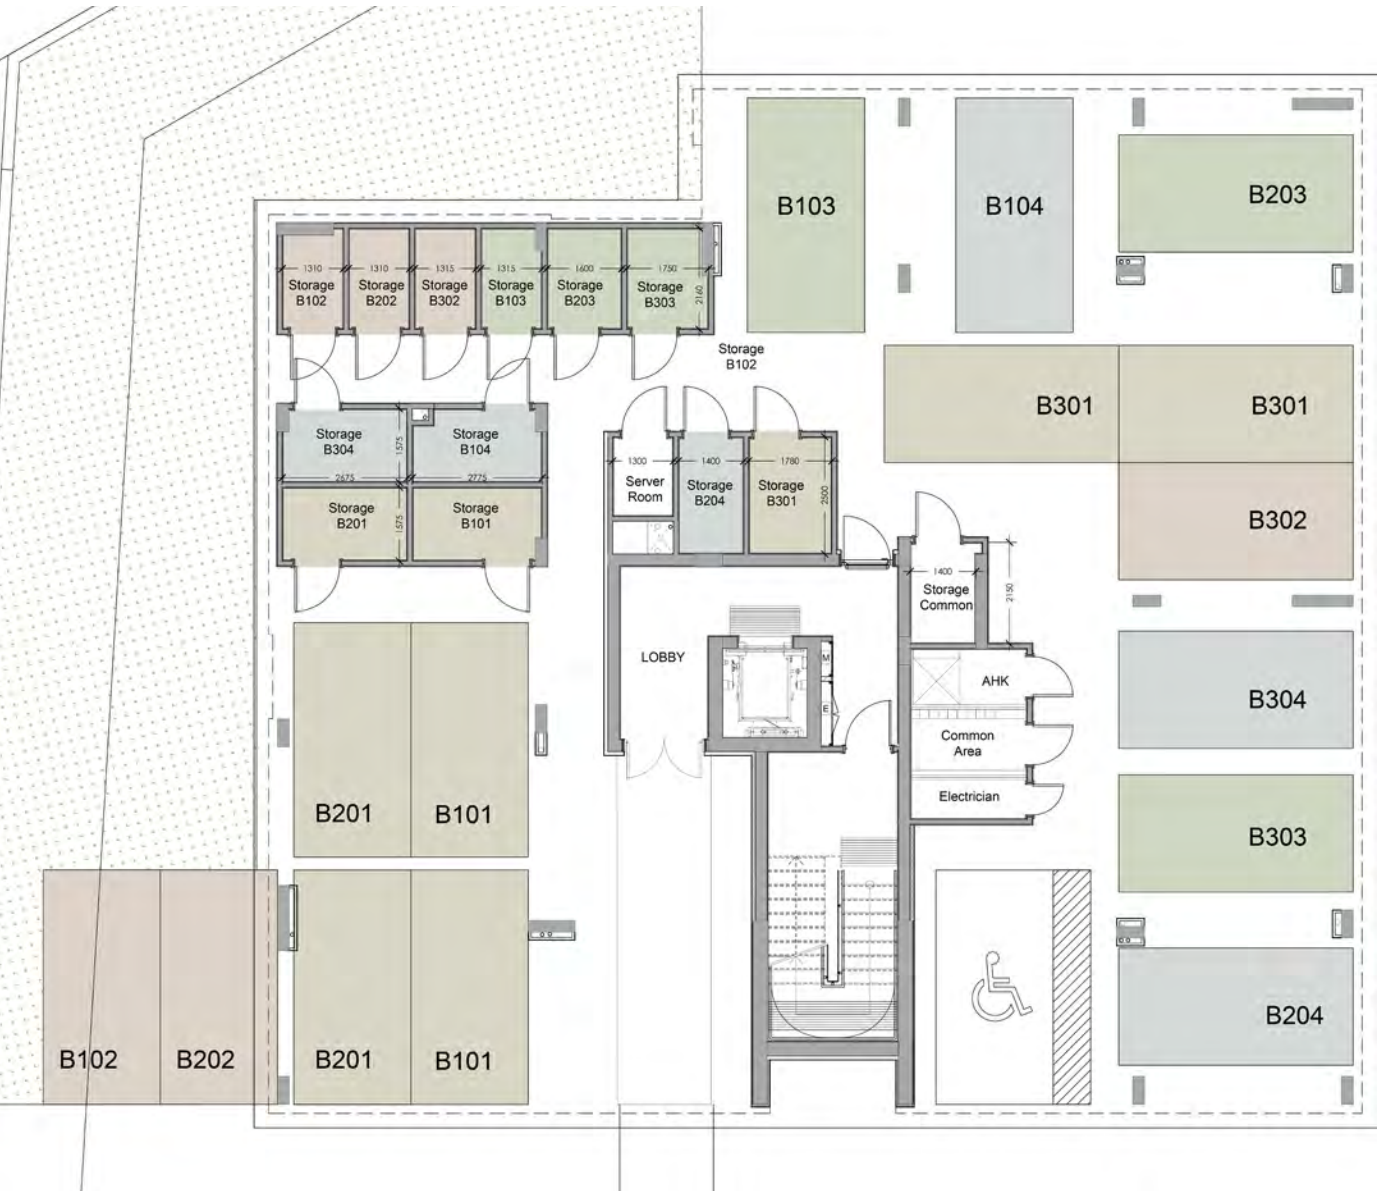 B103
B104
B203
1310
1310
1315
1315
1600
1750
2160
Storage
B102
Storage
B202
Storage
B302
Storage
B103
Storage
B203
Storage
B303
Storage
B102
B301
B301
Storage
B304
1575
Storage
B104
2675
2775
1300
Server
Room
1400
Storage
B204
1780
Storage
B301
2500
Storage
B201
1575
Storage
B101
B302
1400
Storage
Common
2150
LOBBY
M
E
AHK
Common
Area
Electrician
B304
B201
B101
B303
B204
B102
B202
B201
B101